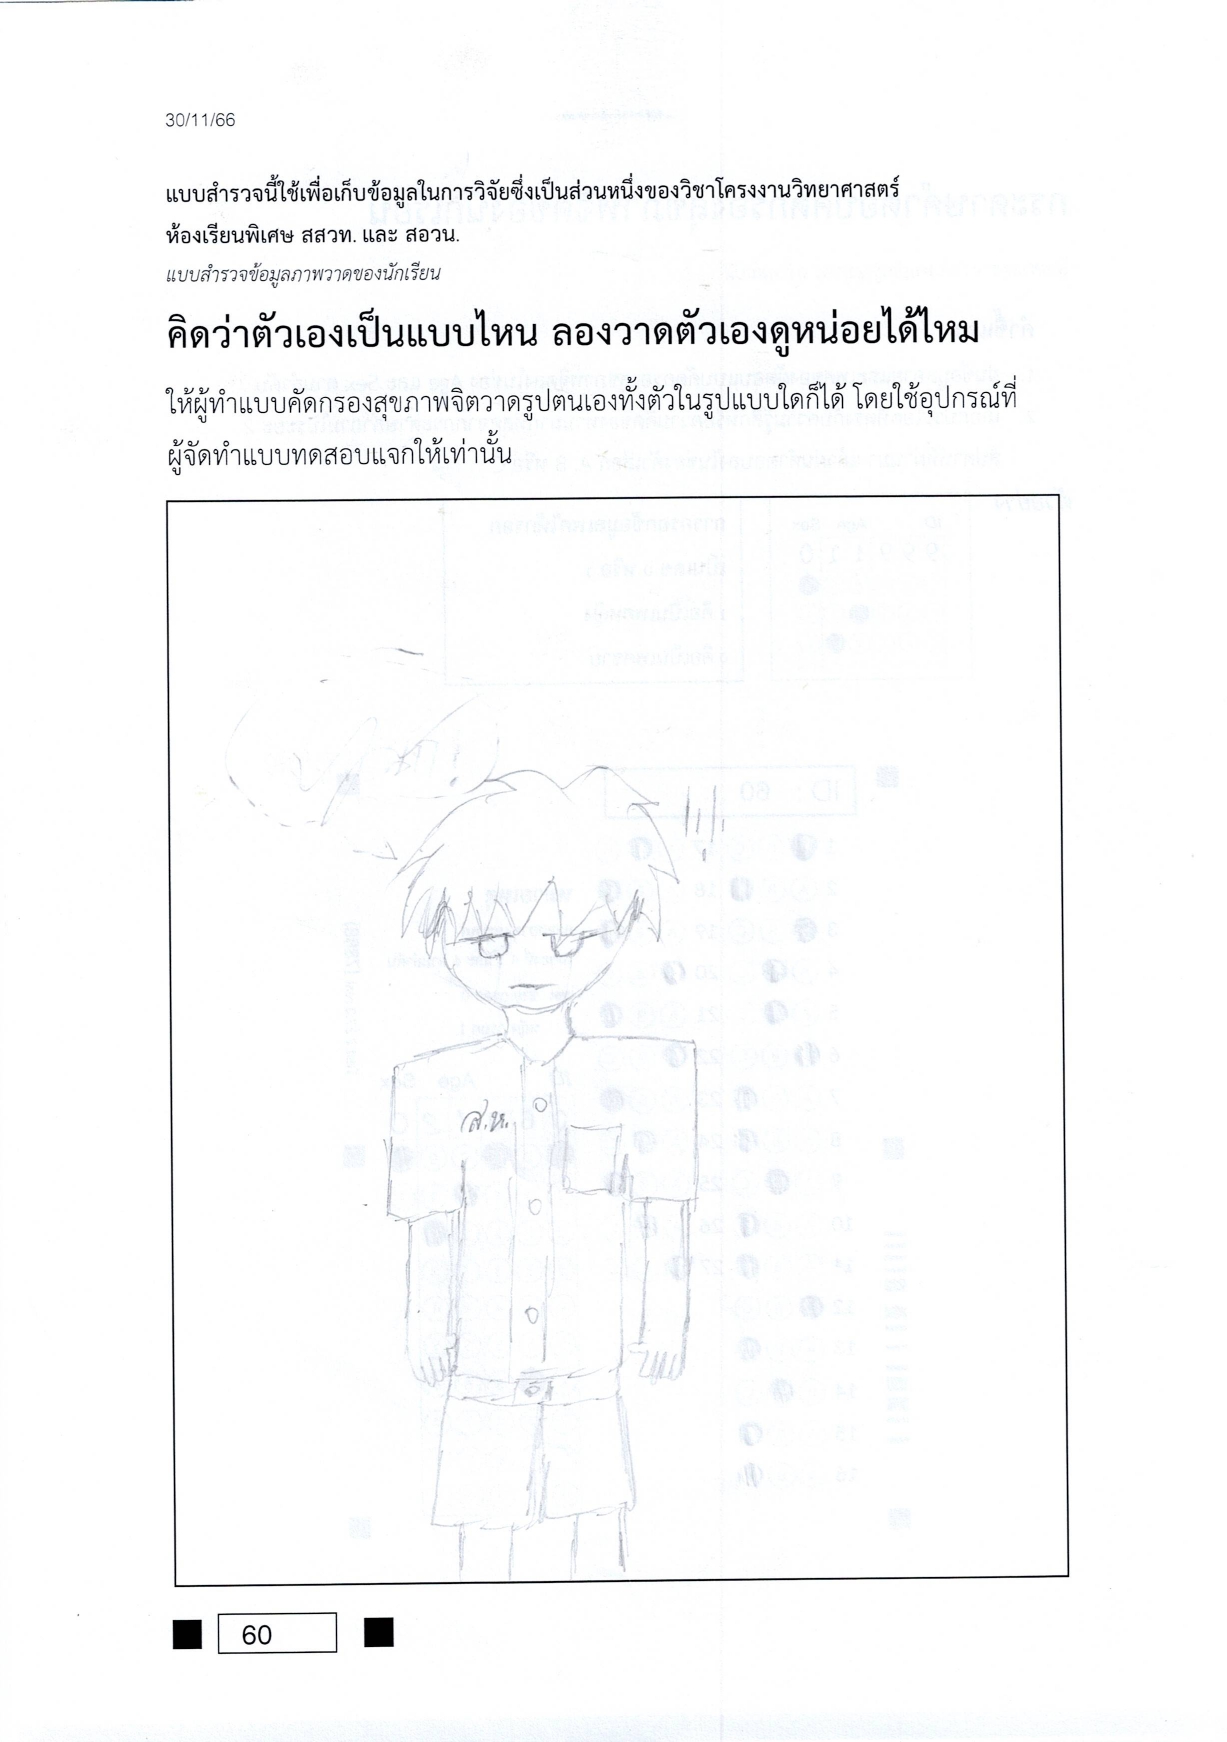 30/11/66
แบบสำรวจนี้ใช้เพื่อเก็บข้อมูลในการวิจัยซึ่งเป็นส่วนหนึ่งของวิชาโครงงานวิทยาศาสตร์
ห้องเรียนพิเศษ สสวท. และ สอวน.
แบบสำรวจข้อมูลภาพวาดของนักเรียน
คิดว่าตัวเองเป็นแบบไหน ลองวาดตัวเองดูหน่อยได้ไหม
ให้ผู้ทำแบบคัดกรองสุขภาพจิตวาดรูปตนเองทั้งตัวในรูปแบบใดก็ได้ โดยใช้อุปกรณ์ที่
ผู้จัดทำแบบทดสอบแจกให้เท่านั้น
ส.ห.
60